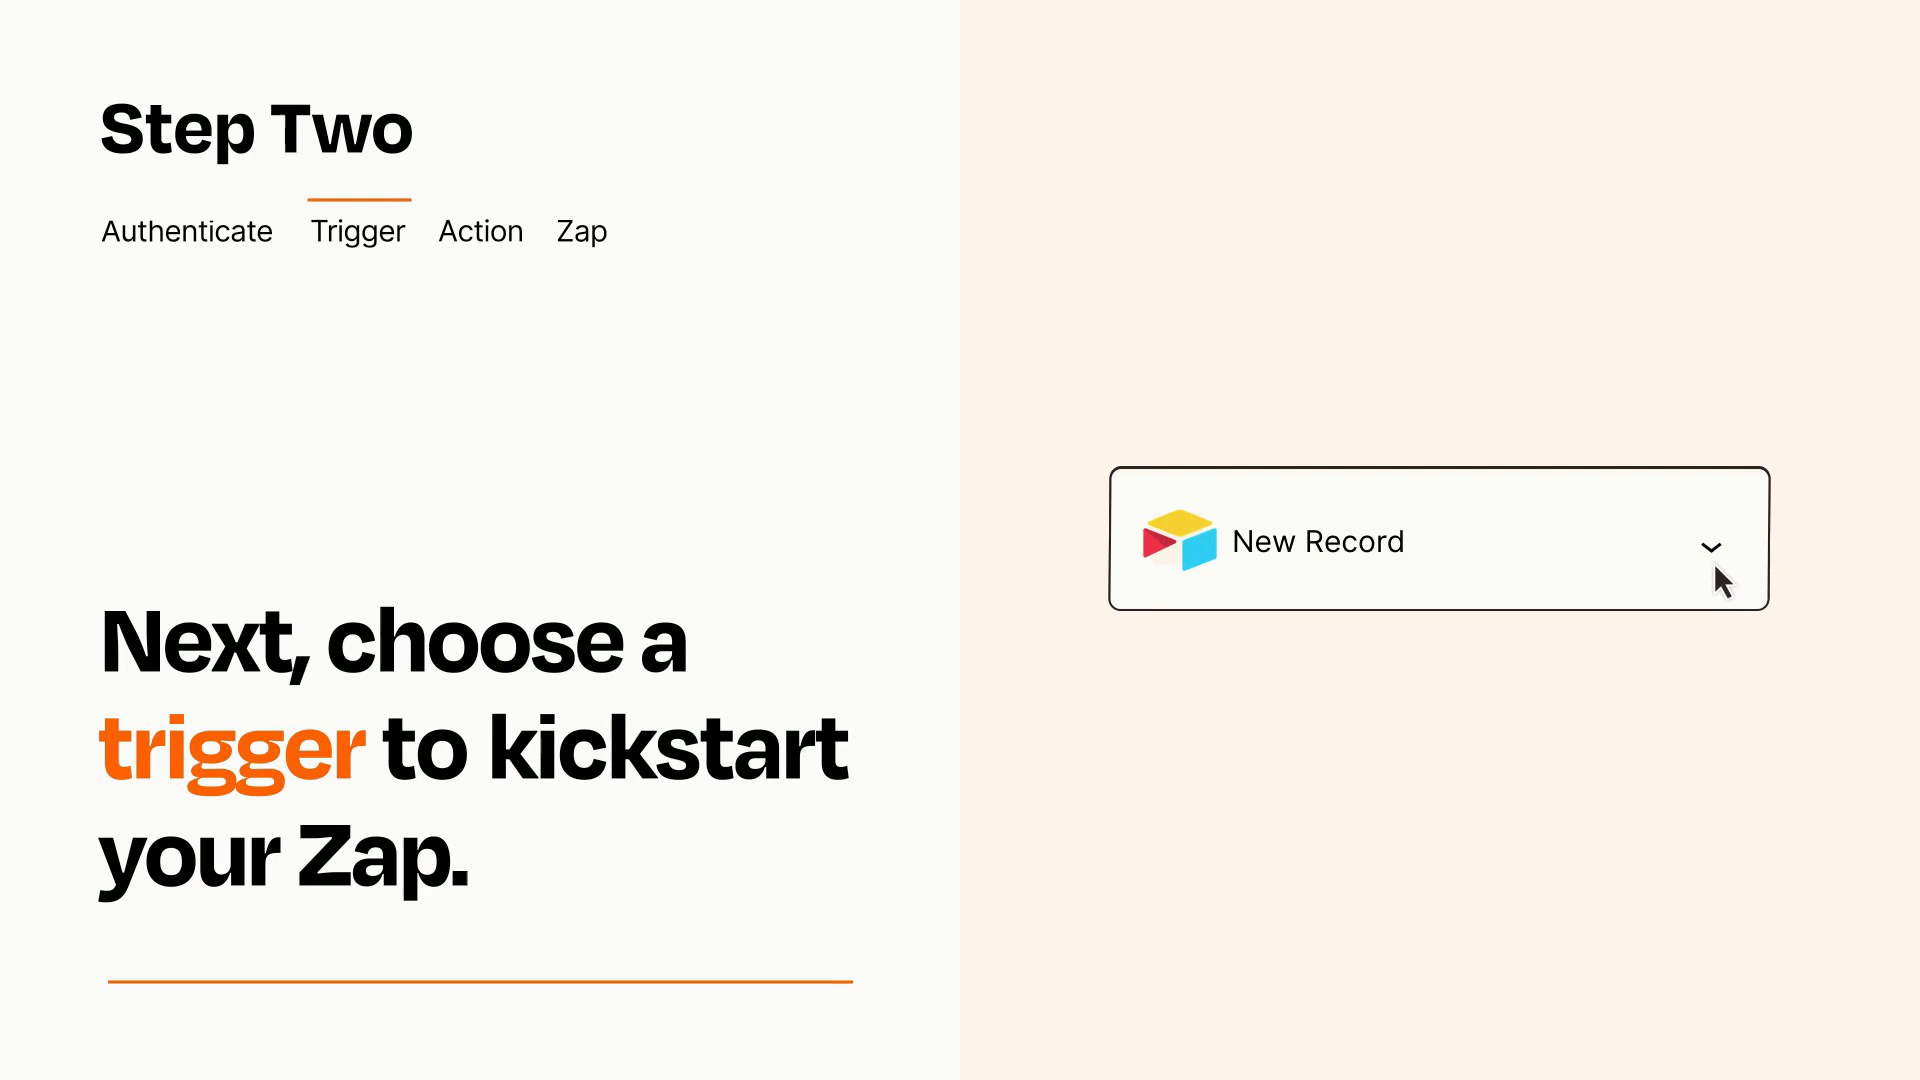 Step Two
Authenticate Trigger Action Zap
Next, choose a
trigger to kickstart
your Zap.
New Record